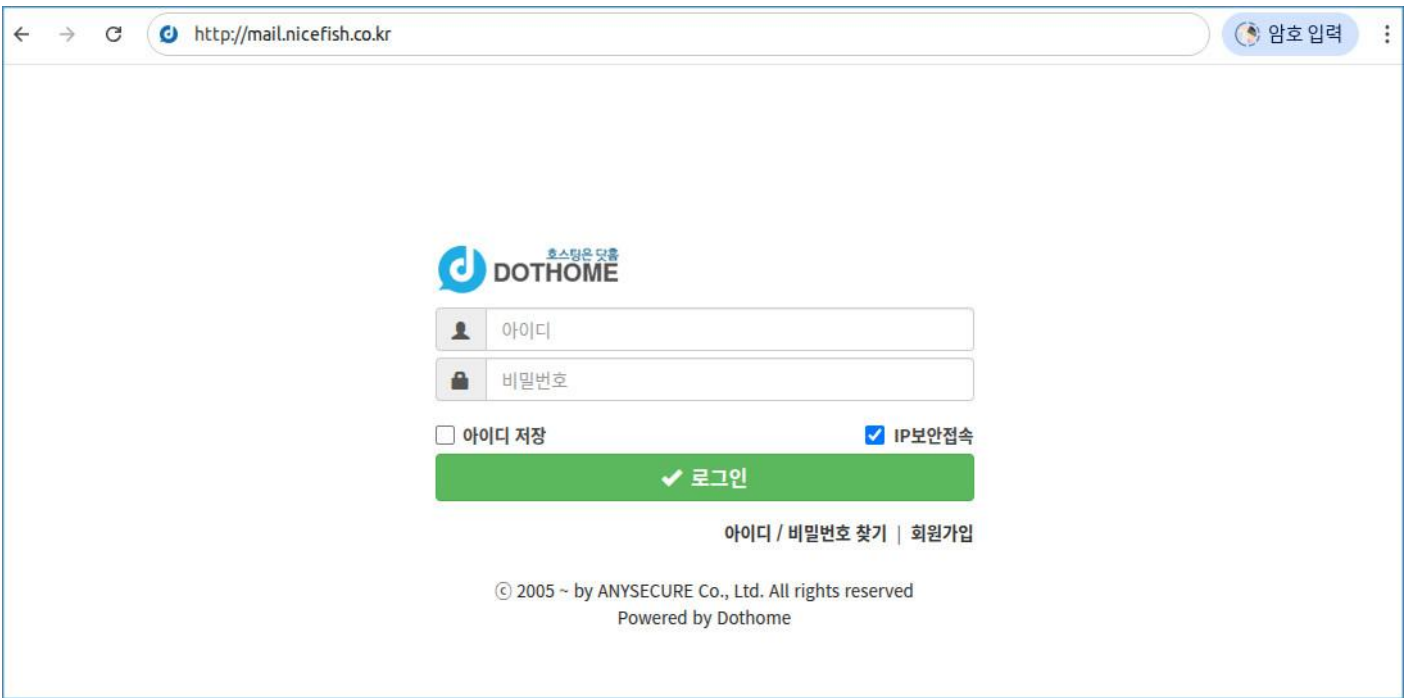 http://mail.nicefish.co.kr
암호 입력
호스팅은 닷홈
DOTHOME
아이디
비밀번호
아이디 저장
IP보안접속
로그인
아이디 / 비밀번호 찾기 | 회원가입
ⓒ 2005 ~ by ANYSECURE Co., Ltd. All rights reserved
Powered by Dothome